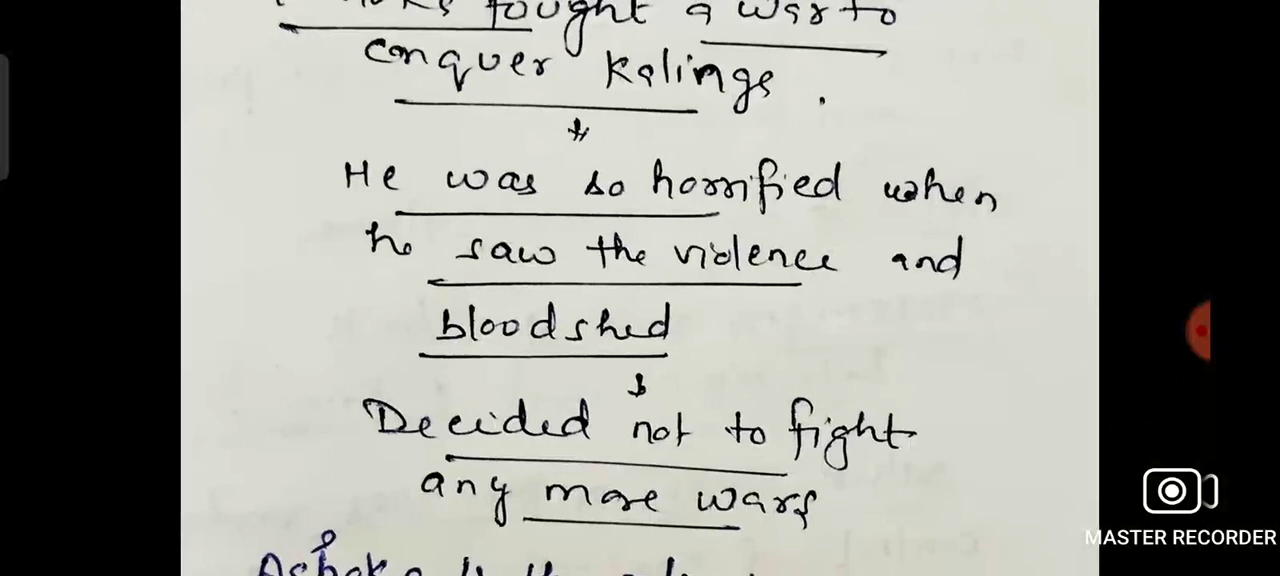 fought a war to
conquer Kalinga.
He was so horrified when
he saw the violence and
bloodshed
Decided not to fight
any more wars
MASTER RECORDER